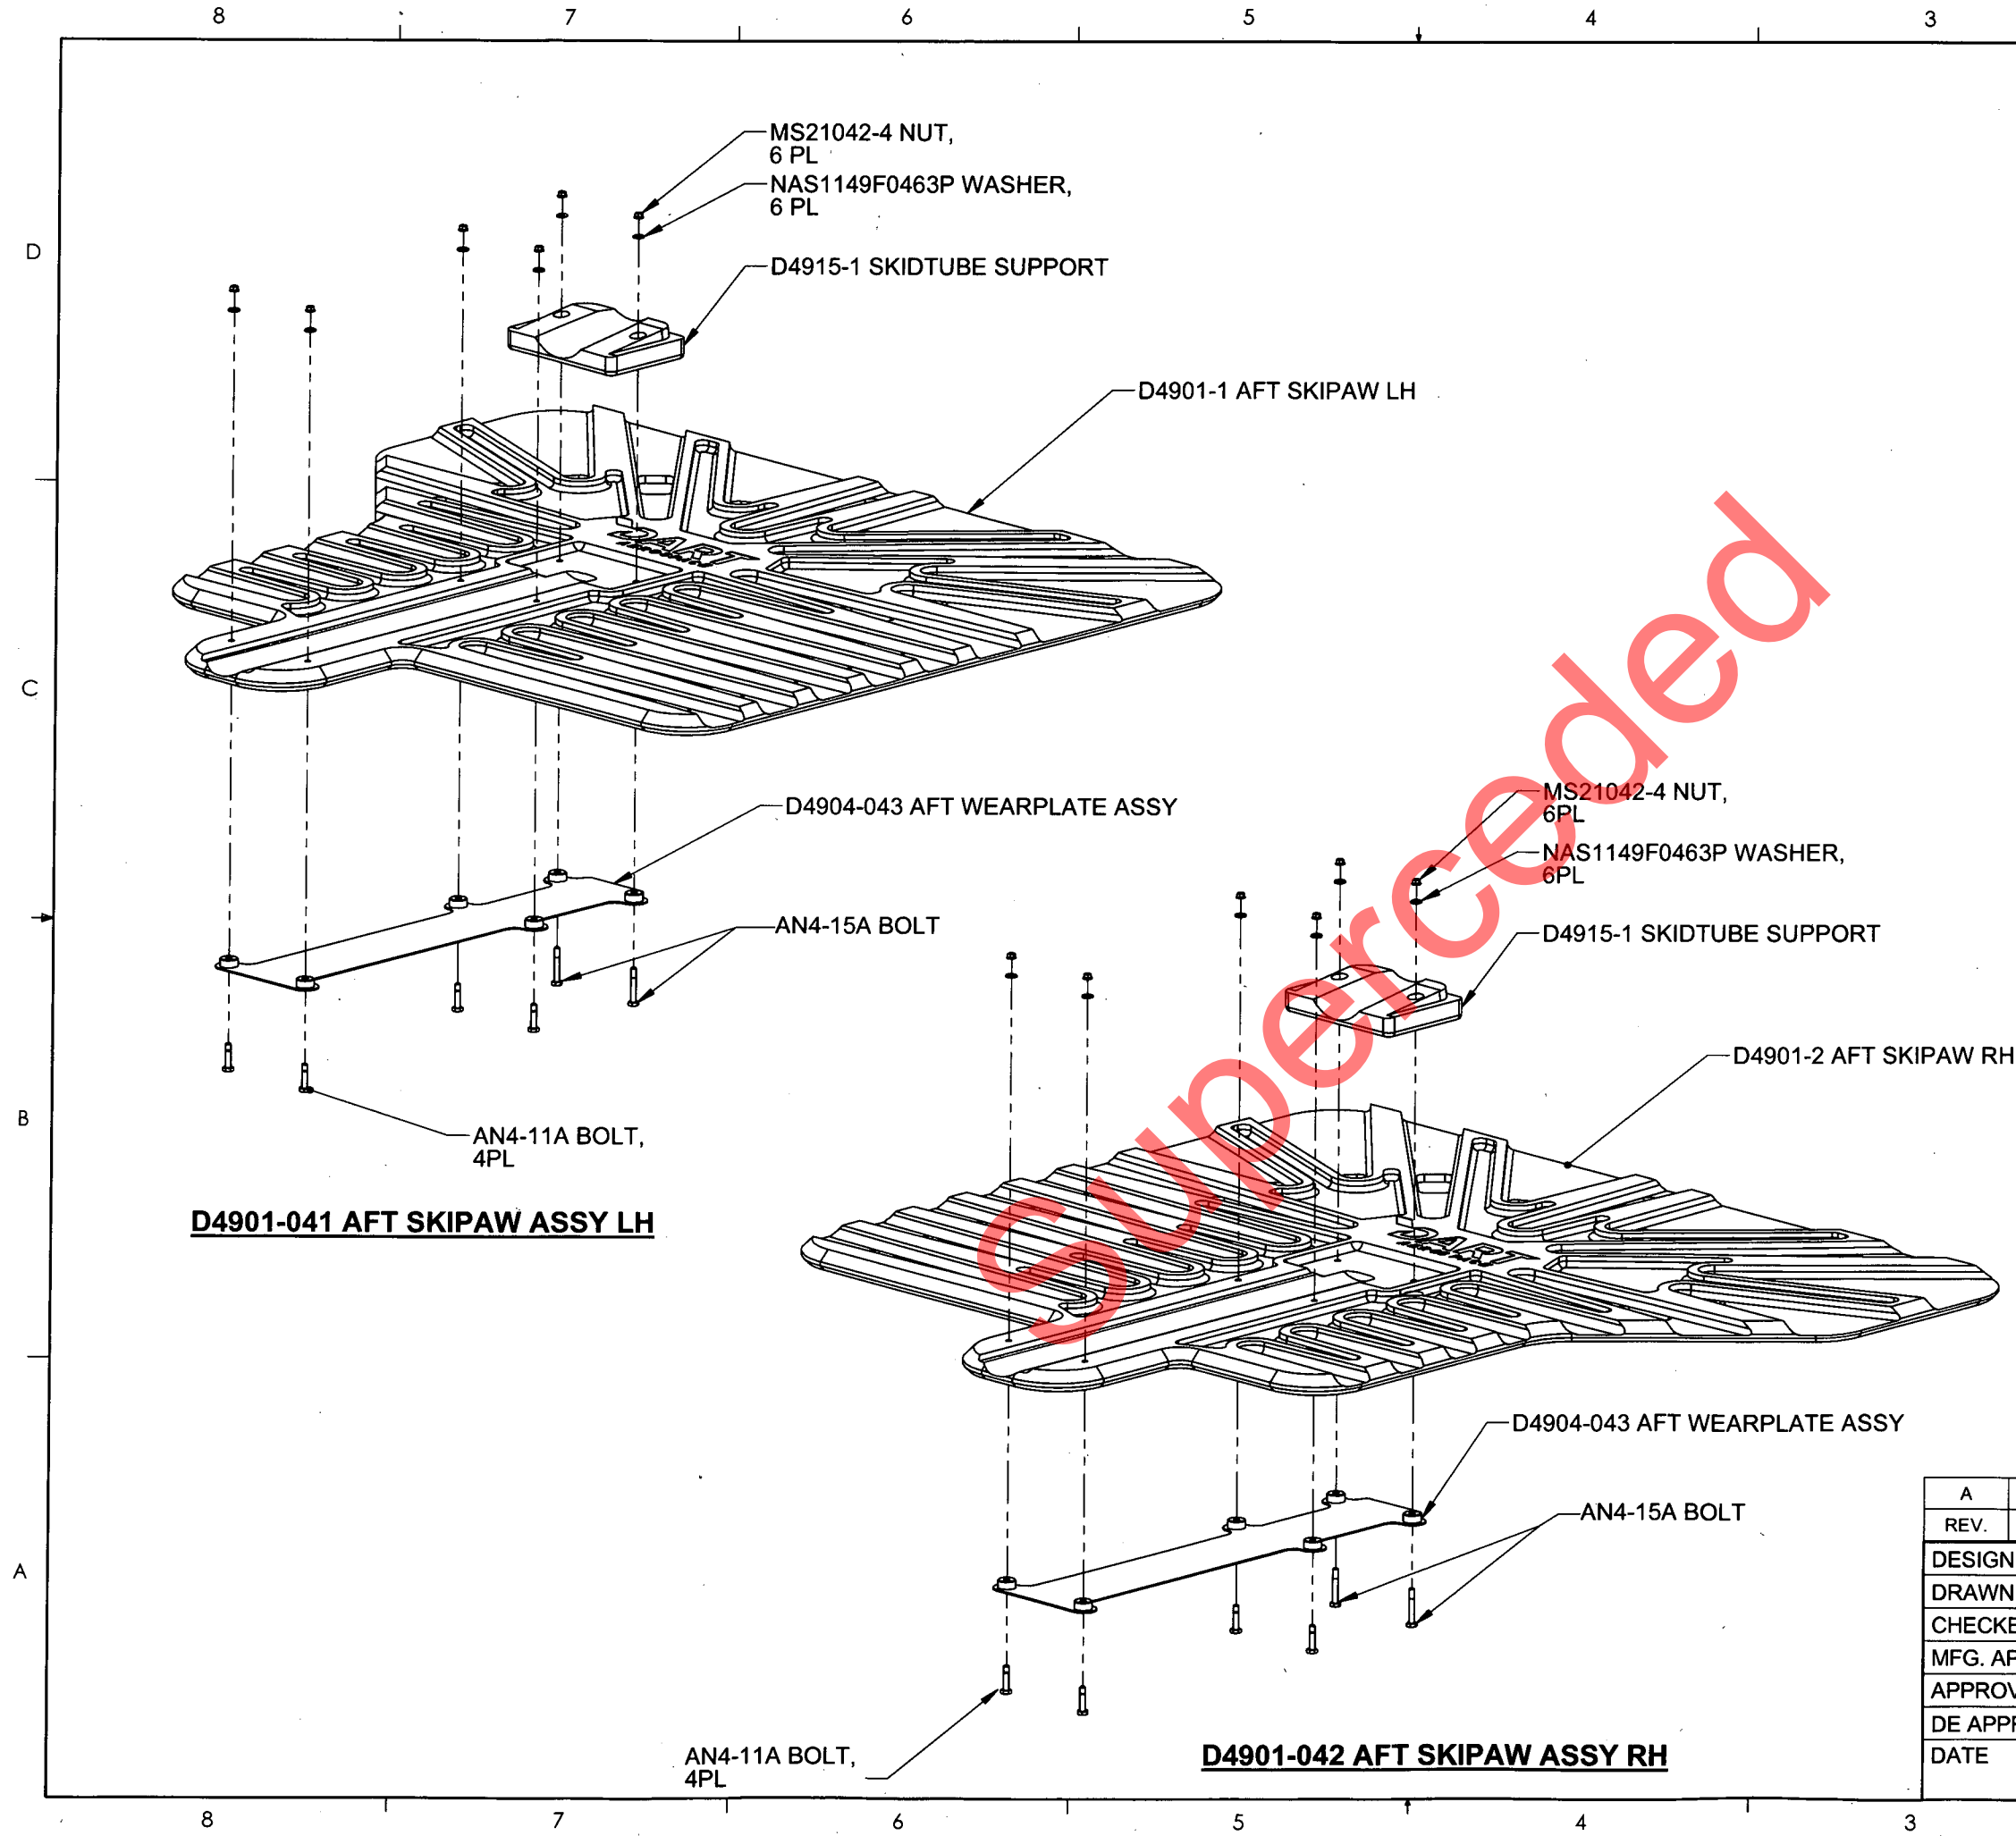 8 7 6 5 4 3
MS21042-4 NUT,
6 PL
NAS1149F0463P WASHER,
6 PL
D
D4915-1 SKIDTUBE SUPPORT
D4901-1 AFT SKIPAW LH
DART
C
D4904-043 AFT WEARPLATE ASSY
AN4-15A BOLT
AN4-11A BOLT,
4PL
D4901-041 AFT SKIPAW ASSY LH
Superceded
MS21042-4 NUT,
6PL
NAS1149F0463P WASHER,
6PL
D4915-1 SKIDTUBE SUPPORT
D4901-2 AFT SKIPAW RH
B
DART
D4904-043 AFT WEARPLATE ASSY
AN4-15A BOLT
A
AN4-11A BOLT,
4PL
D4901-042 AFT SKIPAW ASSY RH
A
REV.
DESIGN
DRAWN
CHECKE
MFG. AP
APPROV
DE APPR
DATE
8 7 6 5 4 3